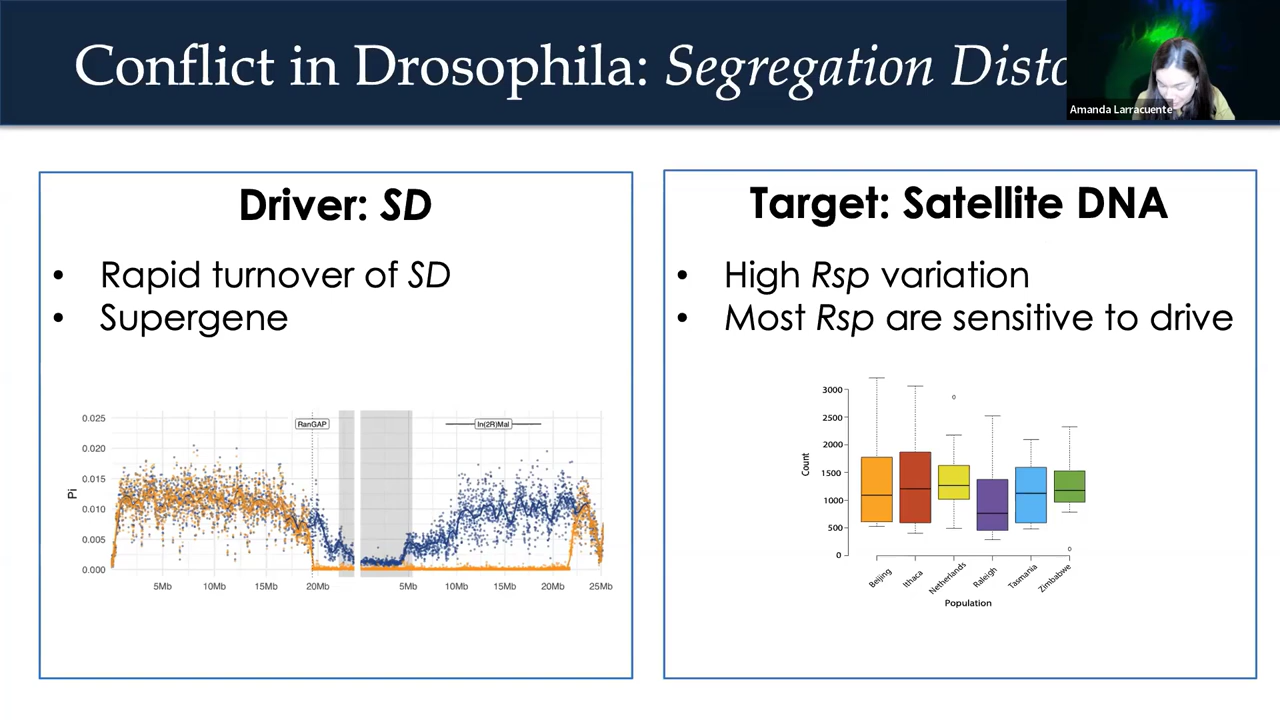 Conflict in Drosophila: Segregation Disto
Amanda Larracuente
Driver: SD
• Rapid turnover of SD
• Supergene
0.025
0.020
0.015
0.010
0.005
0.000
Pi
RanGAP
In(2R)Mal
5Mb 10Mb 15Mb 20Mb 5Mb 10Mb 15Mb 20Mb 25Mb
Target: Satellite DNA
• High Rsp variation
• Most Rsp are sensitive to drive
3000
2500
2000
1500
1000
500
0
Count
Beijing Ithaca Netherlands Raleigh Tasmania Zimbabwe
Population